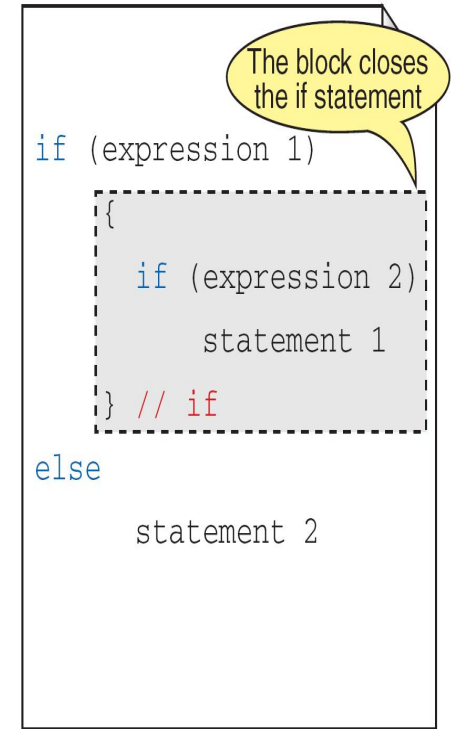 The block closes
the if statement
if (expression 1)
{
if (expression 2)
statement 1
} // if
else
statement 2